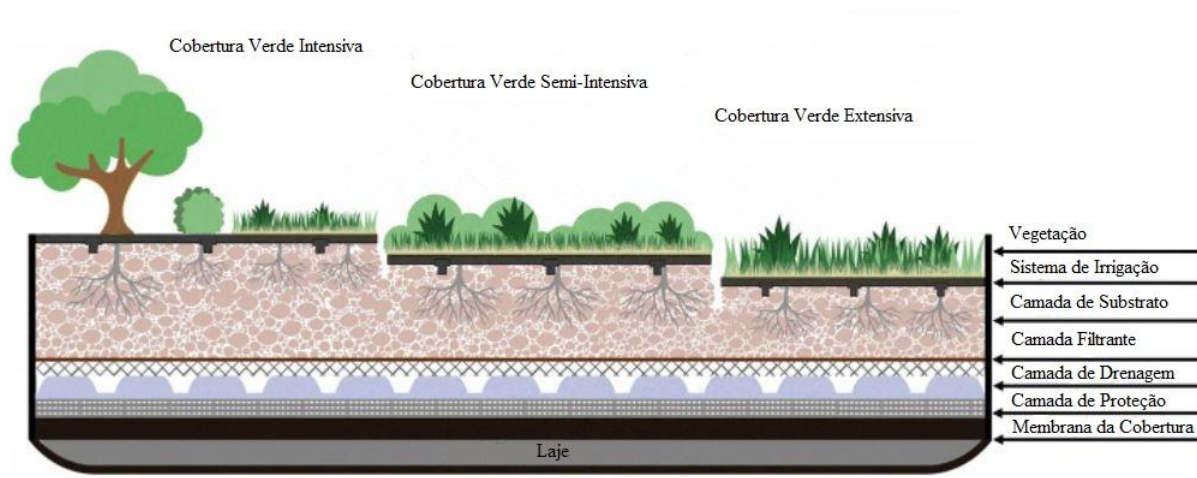 Cobertura Verde Intensiva
Cobertura Verde Semi-Intensiva
Cobertura Verde Extensiva
Vegetação
Sistema de Irrigação
Camada de Substrato
Camada Filtrante
Camada de Drenagem
Camada de Proteção
Membrana da Cobertura
Laje